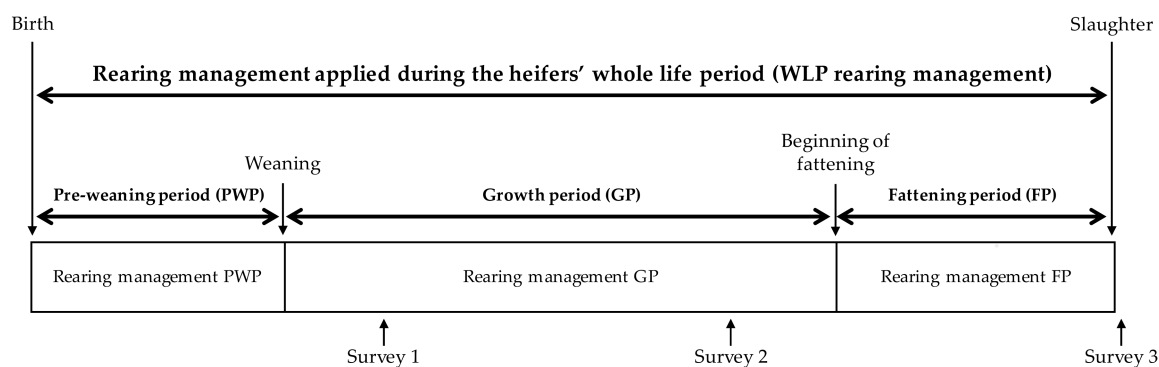 Birth
Slaughter
Rearing management applied during the heifers’ whole life period (WLP rearing management)
Beginning of
fattening
Weaning
Pre-weaning period (PWP)
Growth period (GP)
Fattening period (FP)
Rearing management PWP
Rearing management GP
Rearing management FP
Survey 1
Survey 2
Survey 3